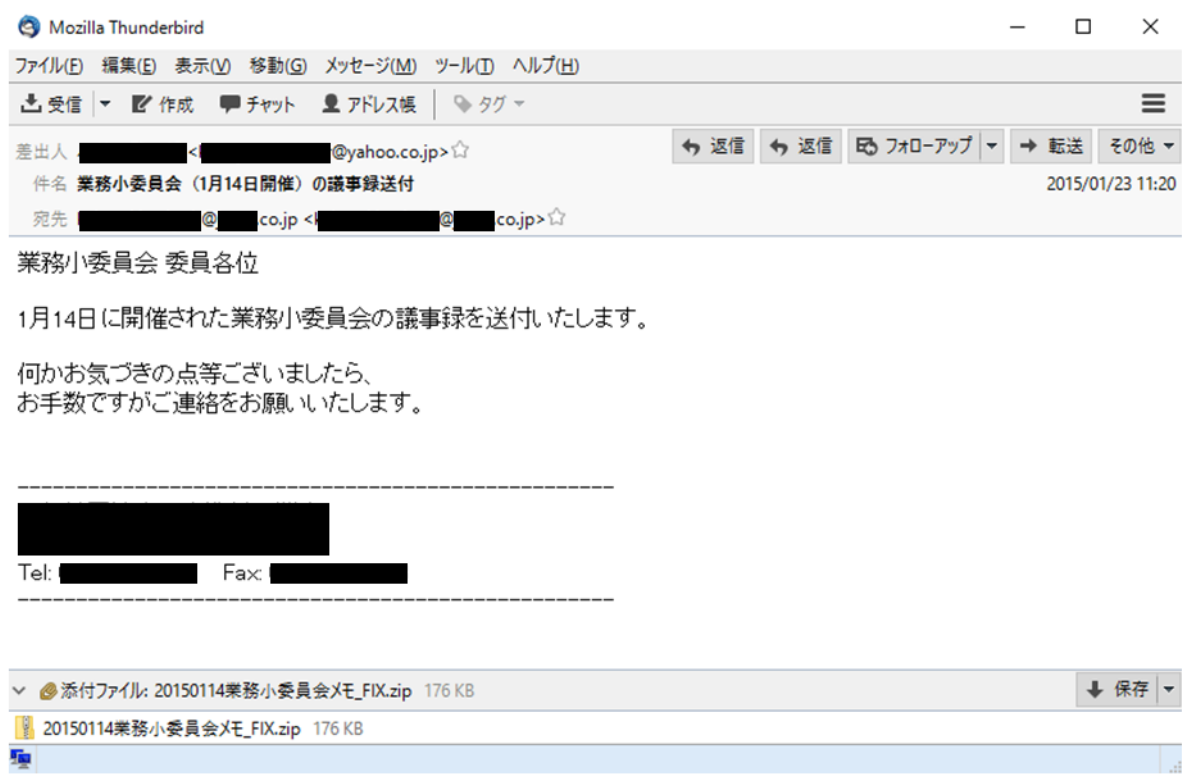 Mozilla Thunderbird
ファイル(F) 編集(E) 表示(V) 移動(G) メッセージ(M) ツール(T) ヘルプ(H)
受信 作成 チャット アドレス帳 タグ
差出人 < @yahoo.co.jp> 返信 返信 フォローアップ 転送 その他
件名 業務小委員会（1月14日開催）の議事録送付 2015/01/23 11:20
宛先 @ .co.jp < @ .co.jp>
業務小委員会 委員各位
1月14日に開催された業務小委員会の議事録を送付いたします。
何かお気づきの点等ございましたら、
お手数ですがご連絡をお願いいたします。
--------------------------------------------------
Tel: Fax:
--------------------------------------------------
添付ファイル: 20150114業務小委員会メモ_FIX.zip 176 KB 保存
20150114業務小委員会メモ_FIX.zip 176 KB